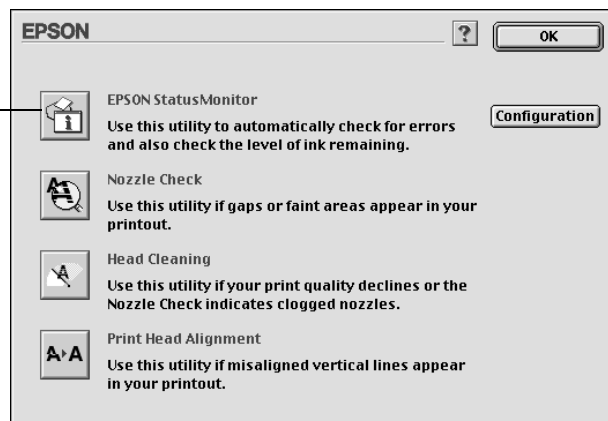 EPSON
?
OK
EPSON StatusMonitor
Use this utility to automatically check for errors
and also check the level of ink remaining.
Configuration
Nozzle Check
Use this utility if gaps or faint areas appear in your
printout.
Head Cleaning
Use this utility if your print quality declines or the
Nozzle Check indicates clogged nozzles.
Print Head Alignment
Use this utility if misaligned vertical lines appear
in your printout.